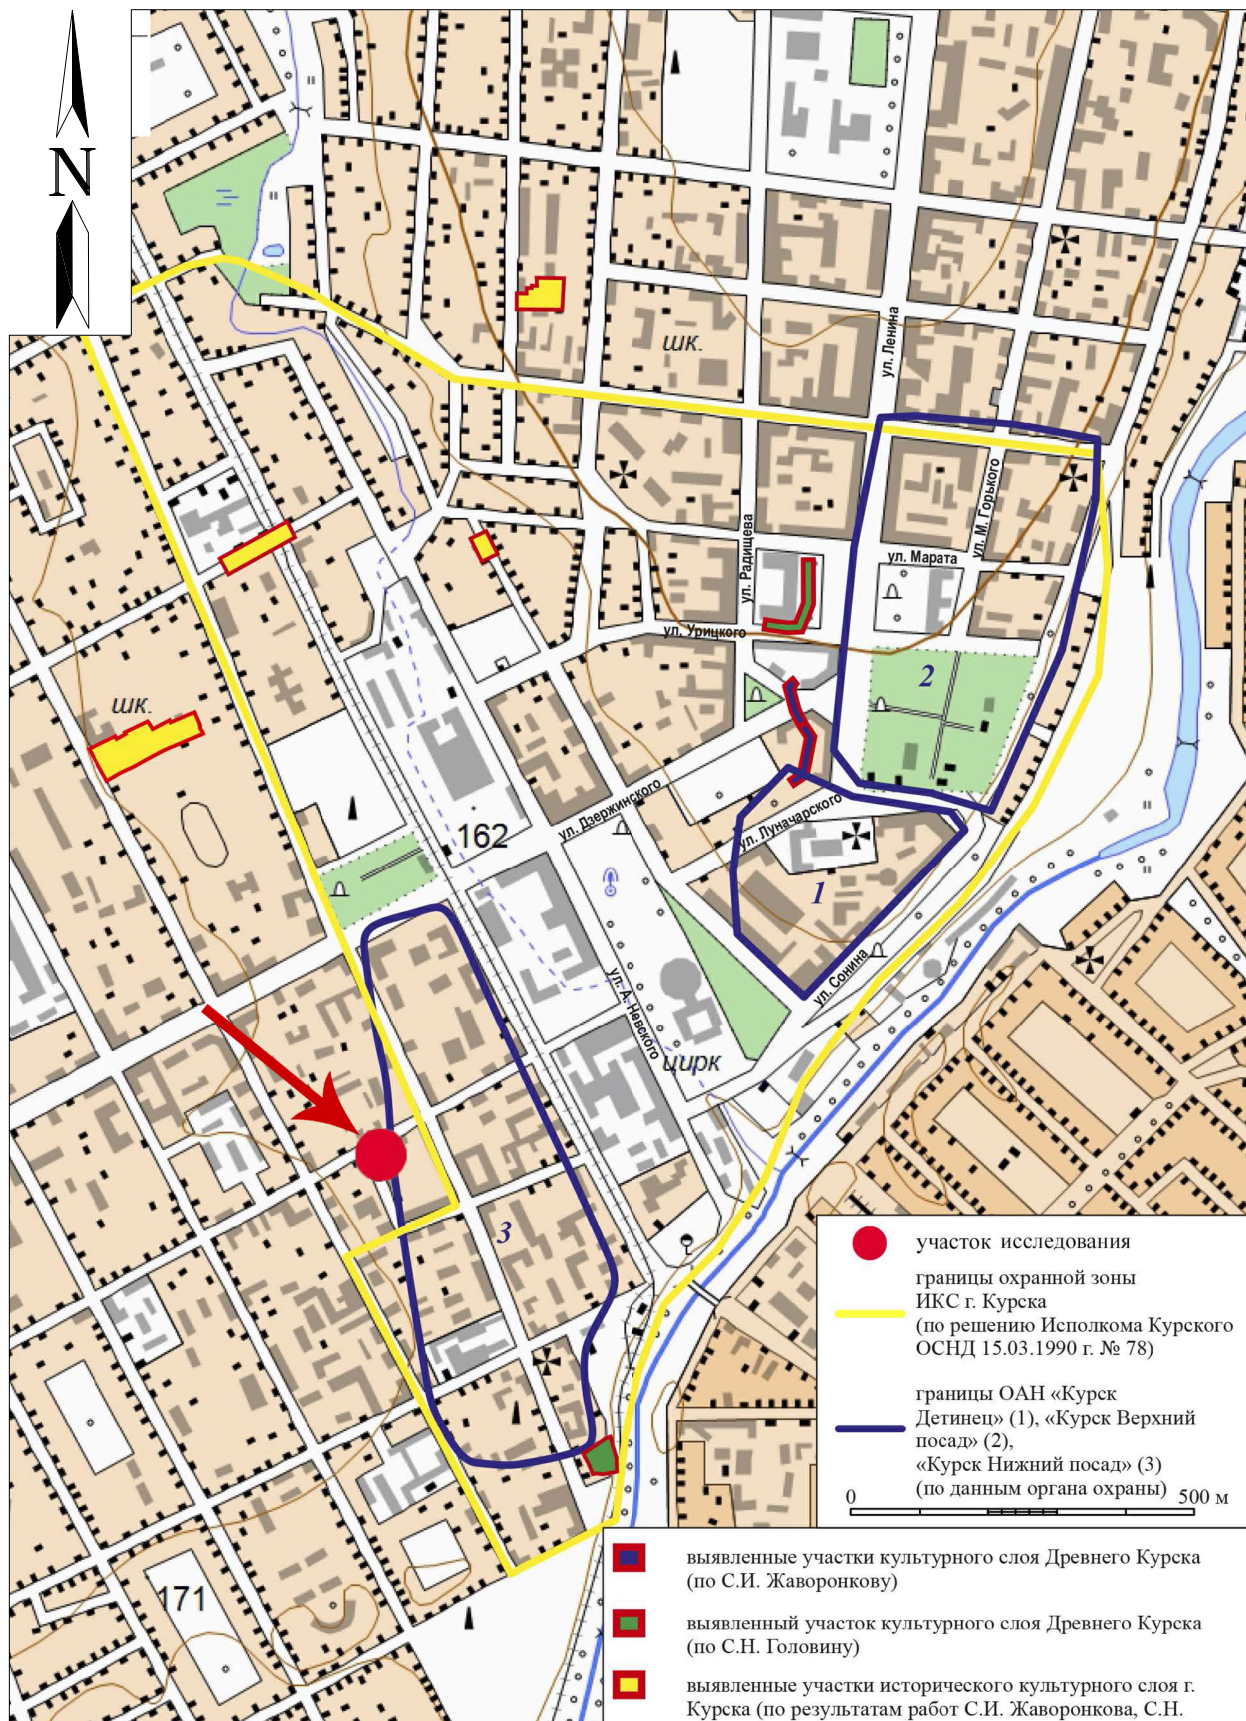 N
шк.
ул. Ленина
ул. М. Горького
ул. Марата
ул. Радищева
ул. Урицкого
2
шк.
162
ул. Дзержинского
ул. Луначарского
1
ул. Сонина
ул. А. Невского
цирк
3
171
участок исследования
границы охранной зоны
ИКС г. Курска
(по решению Исполкома Курского
ОСНД 15.03.1990 г. № 78)
границы ОАН «Курск
Детинец» (1), «Курск Верхний
посад» (2),
«Курск Нижний посад» (3)
(по данным органа охраны)
0 500 м
выявленные участки культурного слоя Древнего Курска
(по С.И. Жаворонкову)
выявленный участок культурного слоя Древнего Курска
(по С.Н. Головину)
выявленные участки исторического культурного слоя г.
Курска (по результатам работ С.И. Жаворонкова, С.Н.